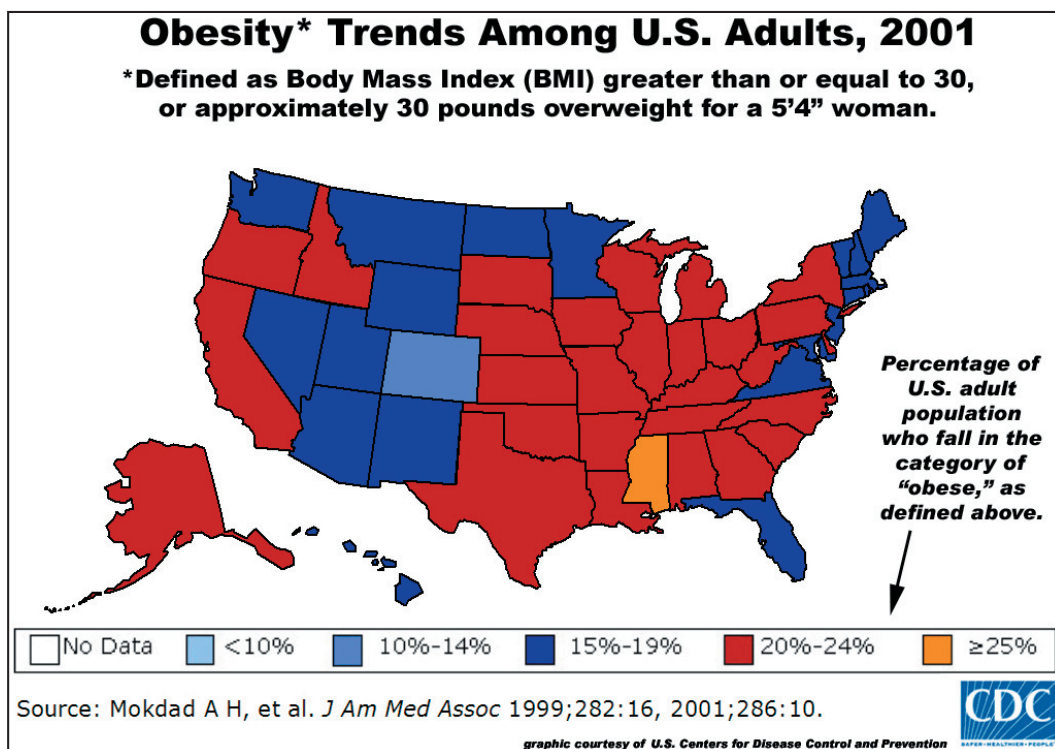 Obesity* Trends Among U.S. Adults, 2001
*Defined as Body Mass Index (BMI) greater than or equal to 30,
or approximately 30 pounds overweight for a 5’4” woman.
Percentage of
U.S. adult
population
who fall in the
category of
“obese,” as
defined above.
No Data <10% 10%-14% 15%-19% 20%-24% ≥25%
Source: Mokdad A H, et al. J Am Med Assoc 1999;282:16, 2001;286:10.
CDC
SAFER•HEALTHIER•PEOPLE
graphic courtesy of U.S. Centers for Disease Control and Prevention